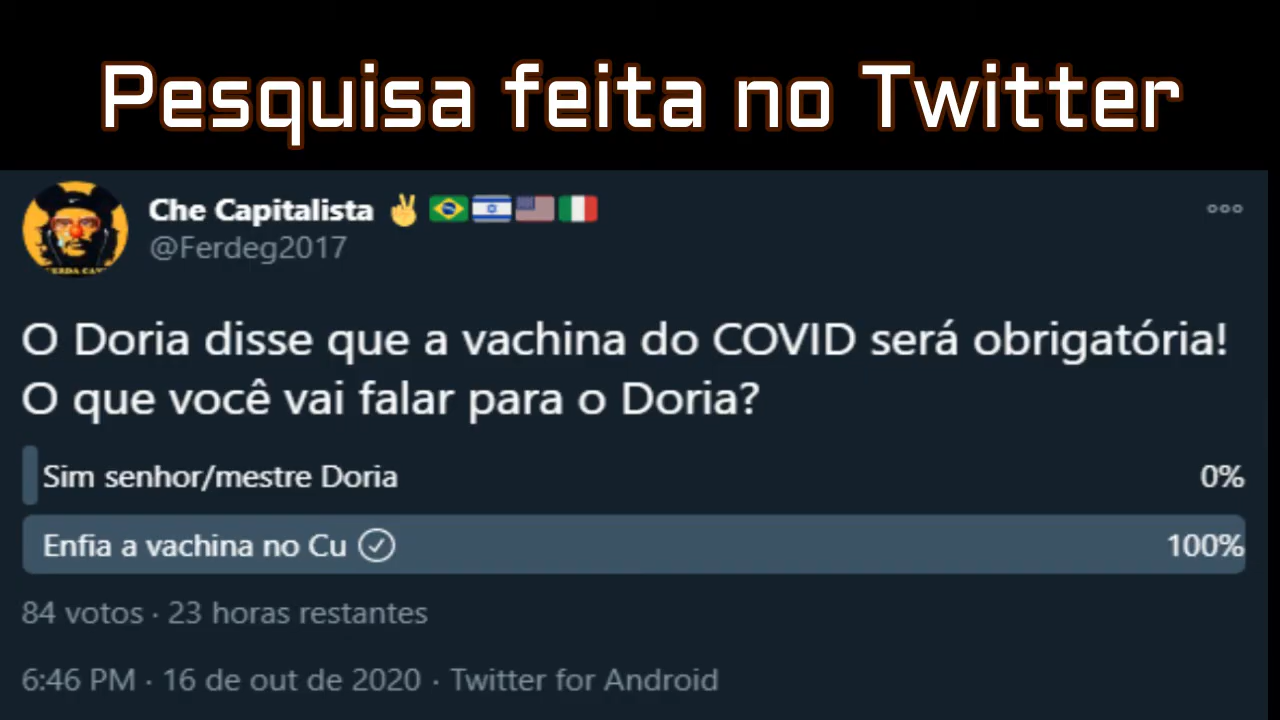 Pesquisa feita no Twitter
Che Capitalista ✌️🇧🇷🇮🇱🇺🇸🇮🇹
@Ferdeg2017
O Doria disse que a vachina do COVID será obrigatória!
O que você vai falar para o Doria?
Sim senhor/mestre Doria 0%
Enfia a vachina no Cu 100%
84 votos · 23 horas restantes
6:46 PM · 16 de out de 2020 · Twitter for Android